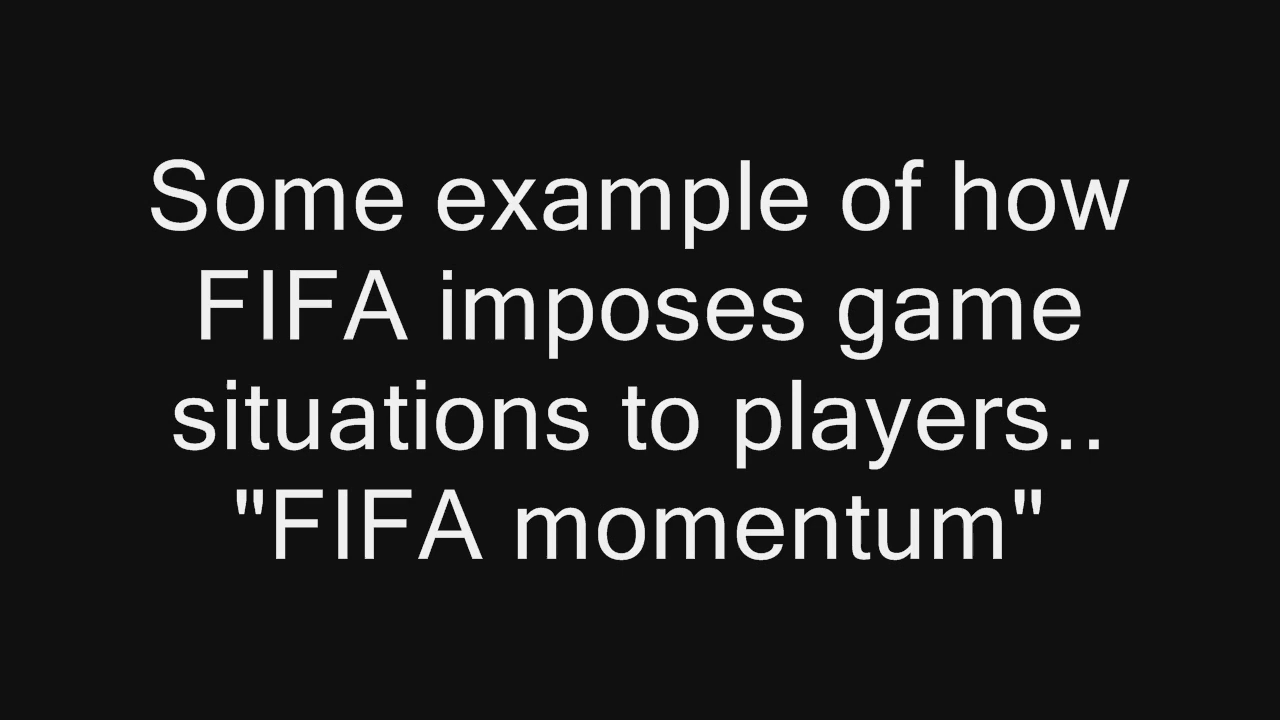 Some example of how
FIFA imposes game
situations to players..
"FIFA momentum"